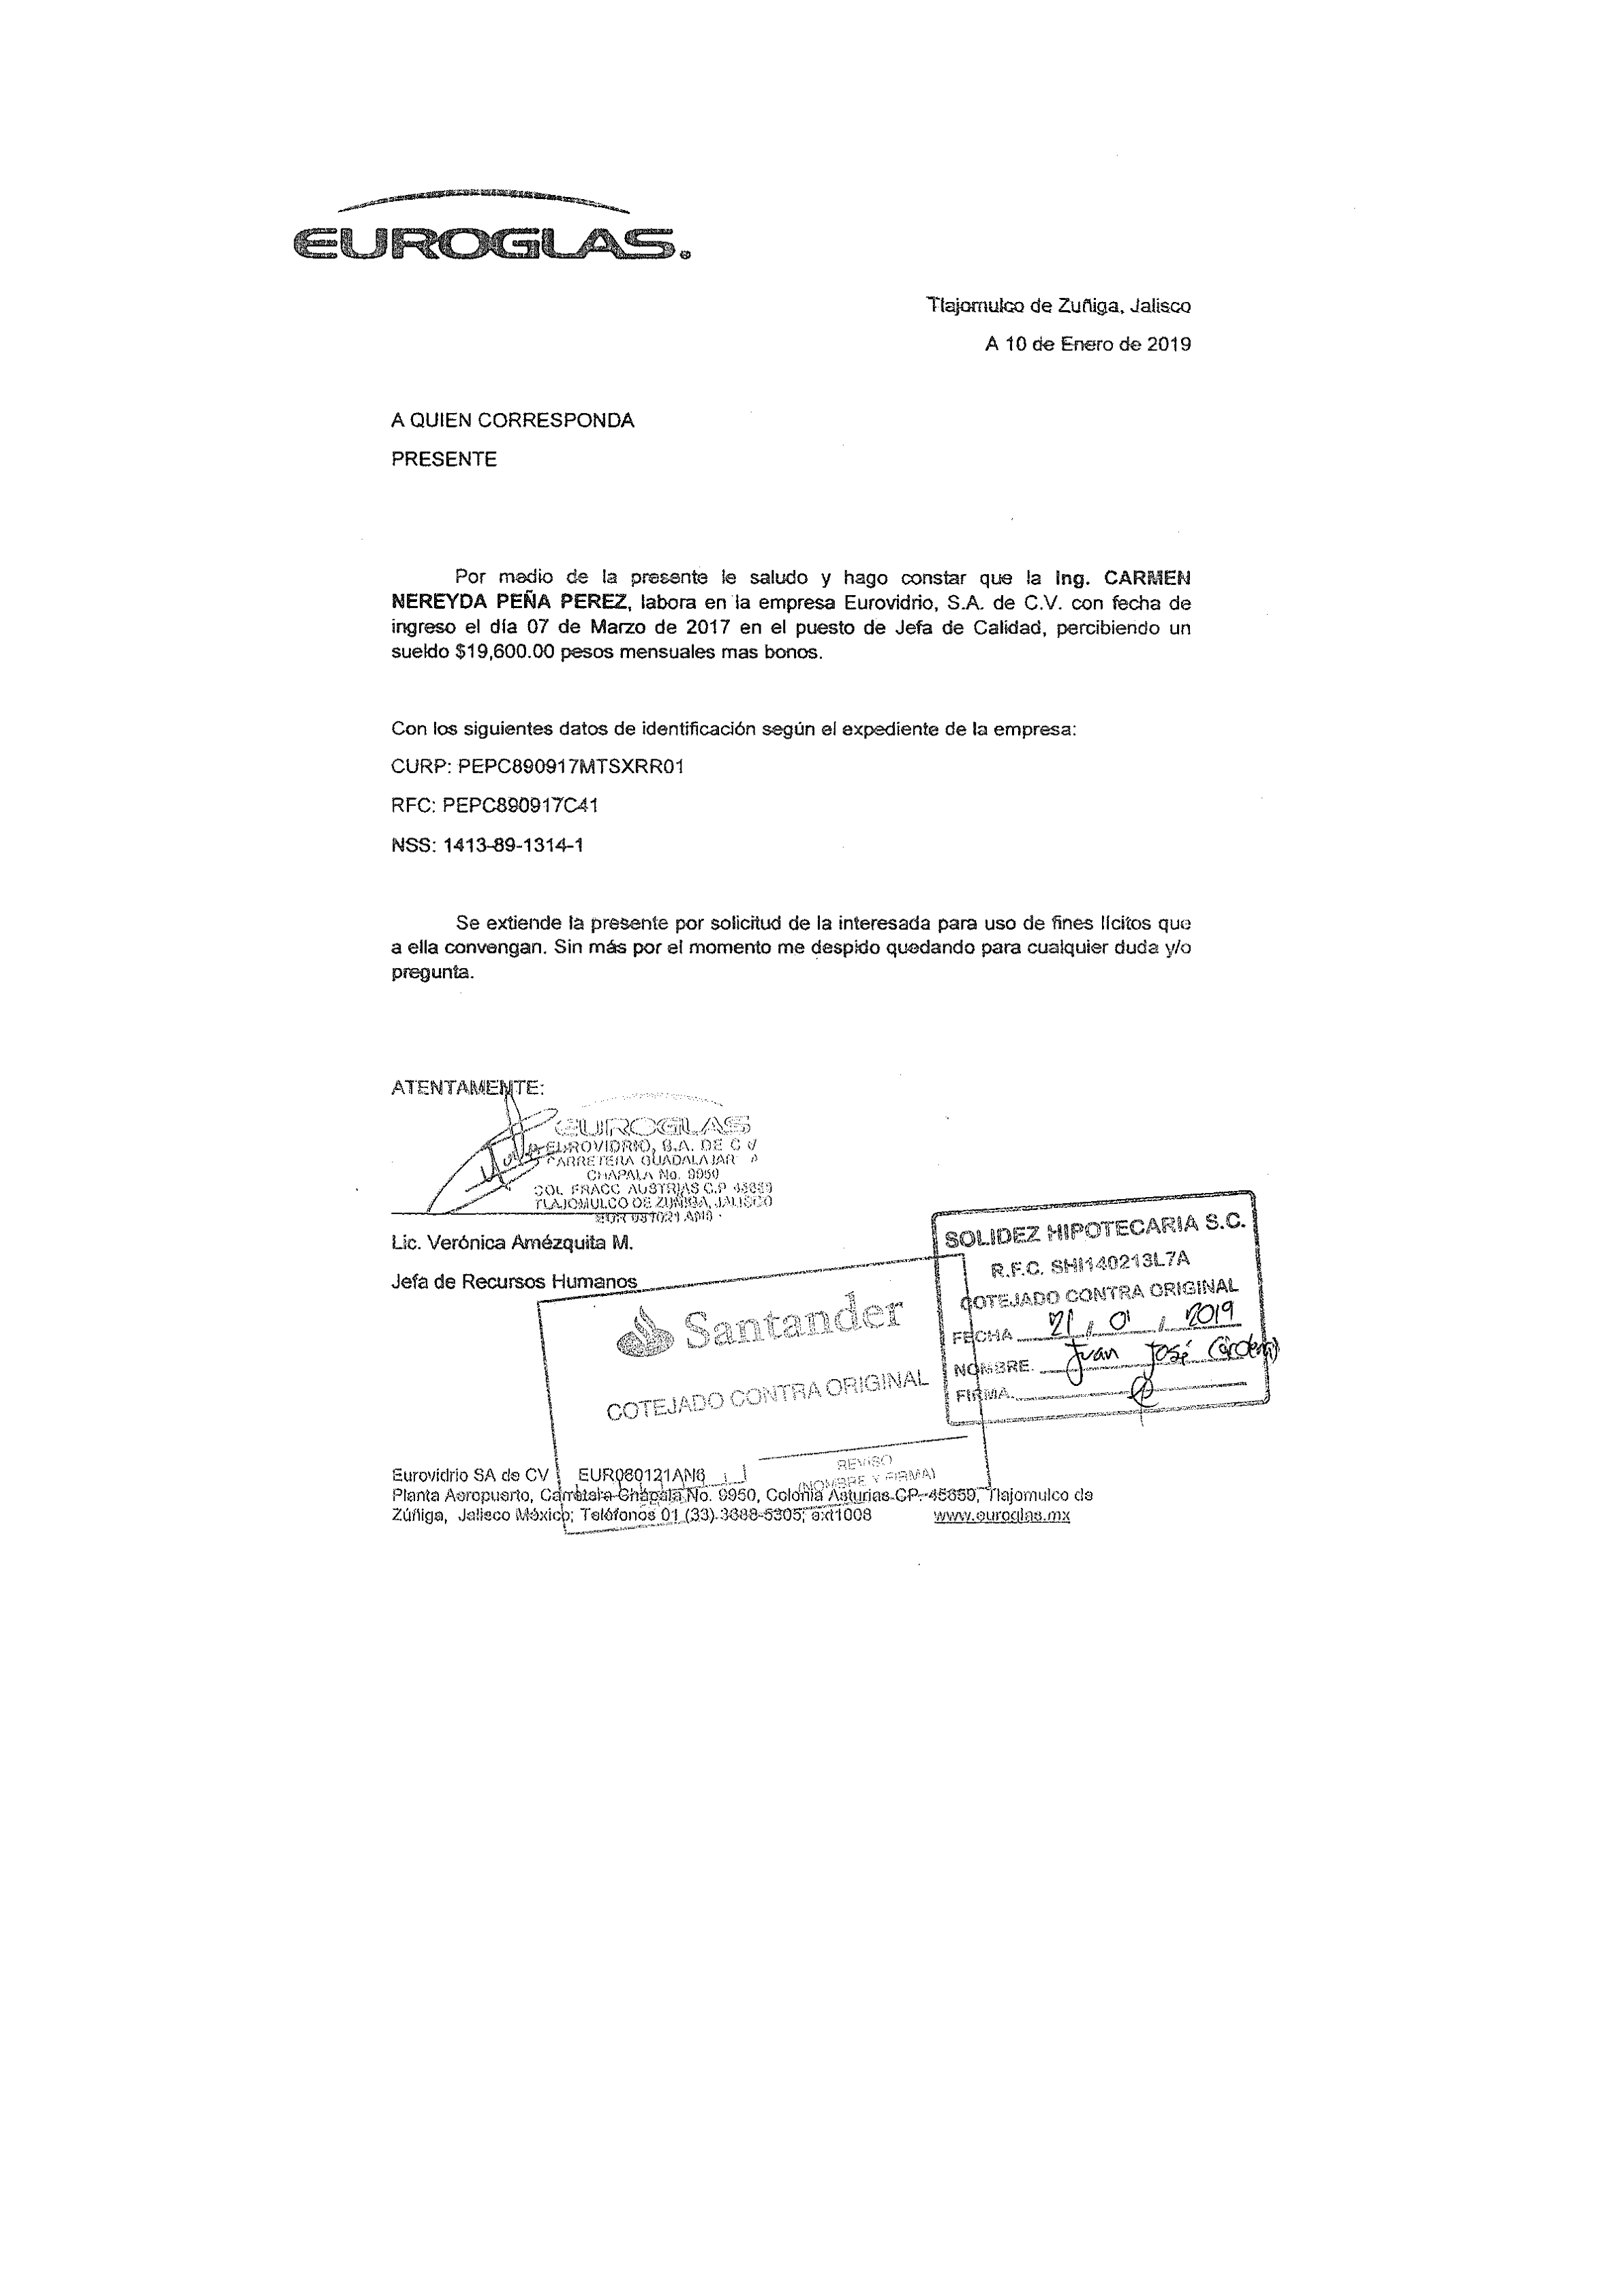 EUROGLAS.
Tlajomulco de Zuñiga, Jalisco
A 10 de Enero de 2019
A QUIEN CORRESPONDA
PRESENTE
Por medio de la presente le saludo y hago constar que la Ing. CARMEN
NEREYDA PEÑA PEREZ, labora en la empresa Eurovidrio, S.A. de C.V. con fecha de
ingreso el día 07 de Marzo de 2017 en el puesto de Jefa de Calidad, percibiendo un
sueldo $19,600.00 pesos mensuales mas bonos.
Con los siguientes datos de identificación según el expediente de la empresa:
CURP: PEPC890917MTSXRR01
RFC: PEPC890917C41
NSS: 1413-89-1314-1
Se extiende la presente por solicitud de la interesada para uso de fines lícitos que
a ella convengan. Sin más por el momento me despido quedando para cualquier duda y/o
pregunta.
ATENTAMENTE:
EUROGLAS
EUROVIDRIO, S.A. DE C V
CARRETERA GUADALAJAR A
CHAPALA No. 9950
COL FRACC AUSTRIAS C.P 45659
TLAJOMULCO DE ZUÑIGA, JALISCO
Lic. Verónica Amézquita M.
Jefa de Recursos Humanos
SOLIDEZ HIPOTECARIA S.C.
R.F.C. SHI140213L7A
COTEJADO CONTRA ORIGINAL
FECHA 21 / 01 / 2019
NOMBRE. Juan José Cárdenas
FIRMA.
Santander
COTEJADO CONTRA ORIGINAL
REVISO
(NOMBRE Y FIRMA)
Eurovidrio SA de CV EUR080121AN6
Planta Aeropuerto, Carretera Chapala No. 9950, Colonia Asturias CP. 45659, Tlajomulco de
Zúñiga, Jalisco México; Teléfonos 01 (33) 3688-5305, ext1008 www.euroglas.mx